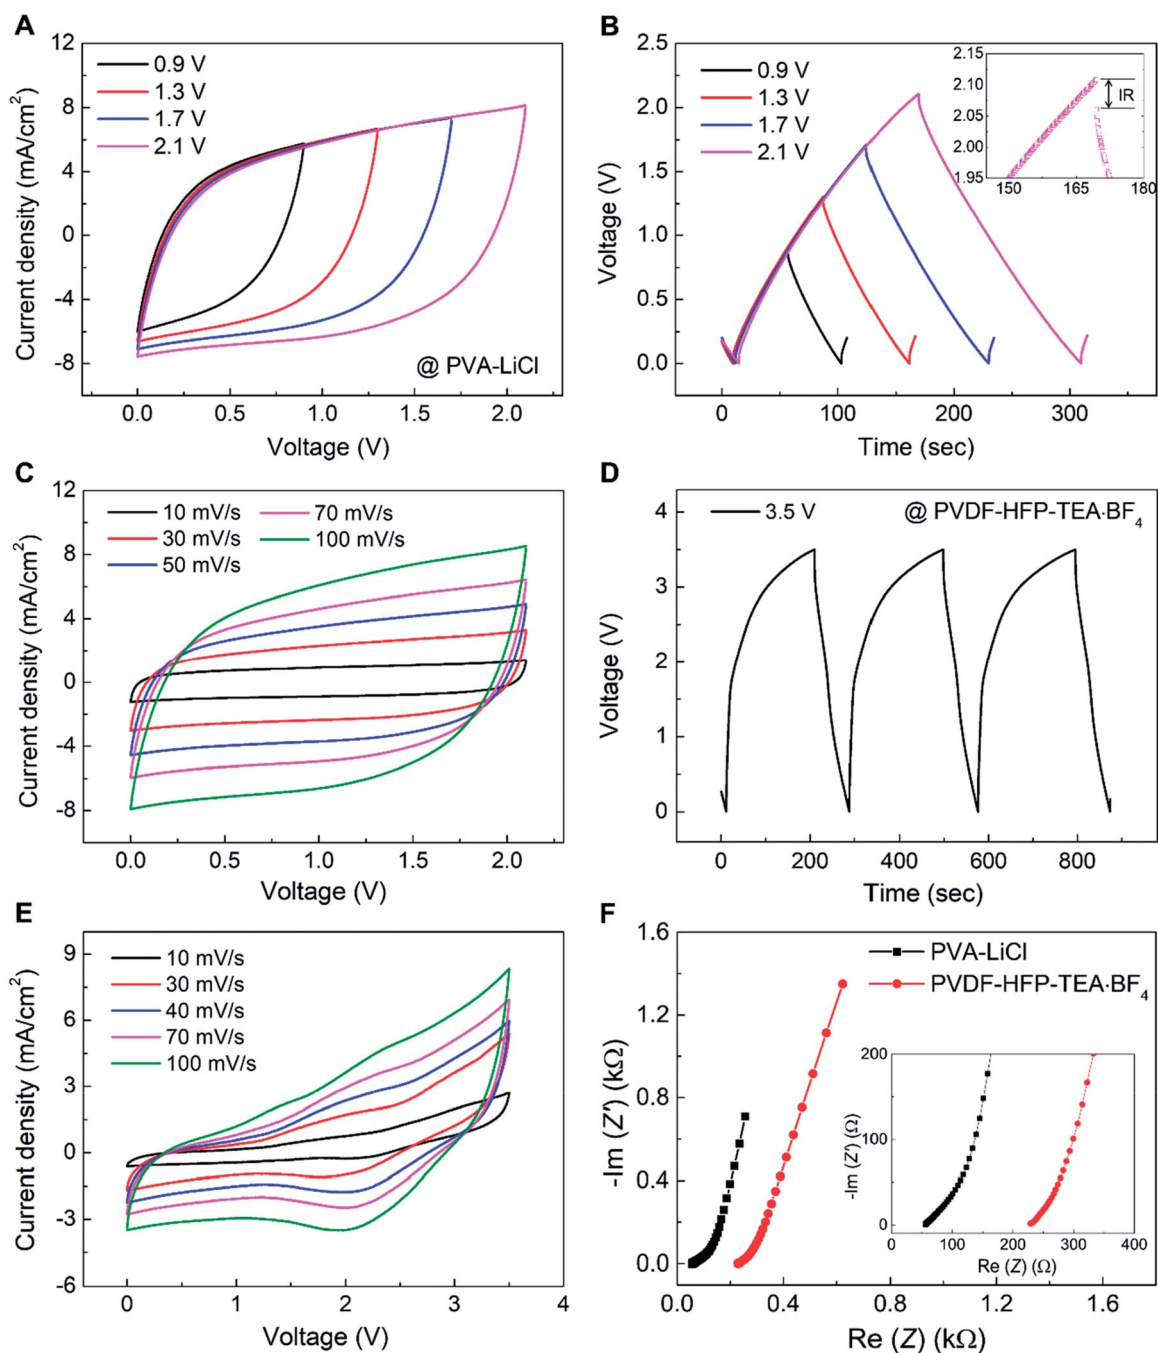 A
12
8
4
0
-4
-8
Current density (mA/cm²)
0.9 V
1.3 V
1.7 V
2.1 V
@ PVA-LiCl
0.0 0.5 1.0 1.5 2.0
Voltage (V)
B
2.5
2.0
1.5
1.0
0.5
0.0
Voltage (V)
0.9 V
1.3 V
1.7 V
2.1 V
2.15
2.10
2.05
2.00
1.95
IR
150 165 180
0 100 200 300
Time (sec)
C
12
8
4
0
-4
-8
Current density (mA/cm²)
10 mV/s
30 mV/s
50 mV/s
70 mV/s
100 mV/s
0.0 0.5 1.0 1.5 2.0
Voltage (V)
D
4
3
2
1
0
Voltage (V)
3.5 V
@ PVDF-HFP-TEA·BF₄
0 200 400 600 800
Time (sec)
E
9
6
3
0
-3
-6
Current density (mA/cm²)
10 mV/s
30 mV/s
40 mV/s
70 mV/s
100 mV/s
0 1 2 3 4
Voltage (V)
F
1.6
1.2
0.8
0.4
0.0
-Im (Z') (kΩ)
PVA-LiCl
PVDF-HFP-TEA·BF₄
200
100
0
-Im (Z') (Ω)
0 100 200 300 400
Re (Z) (Ω)
0.0 0.4 0.8 1.2 1.6
Re (Z) (kΩ)